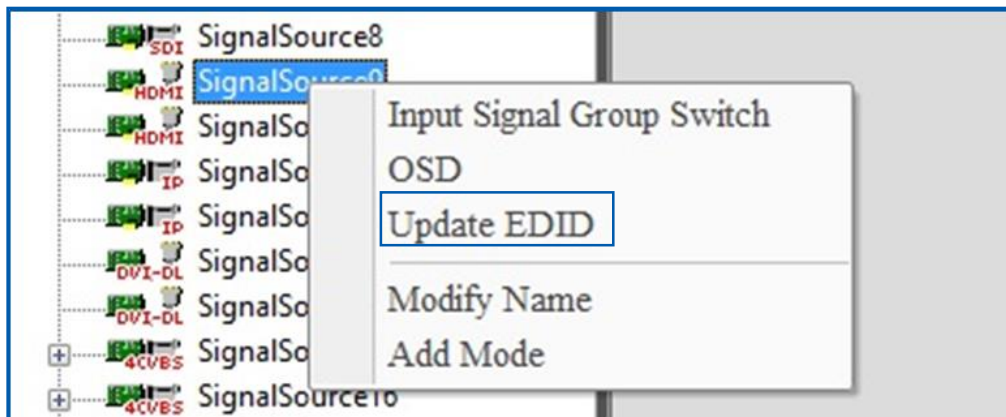 SDI SignalSource8
HDMI SignalSource9
Input Signal Group Switch
HDMI SignalSo
OSD
IP SignalSo
IP SignalSo
Update EDID
DVI-DL SignalSo
DVI-DL SignalSo
Modify Name
4CVBS SignalSo
Add Mode
4CVBS SignalSource16